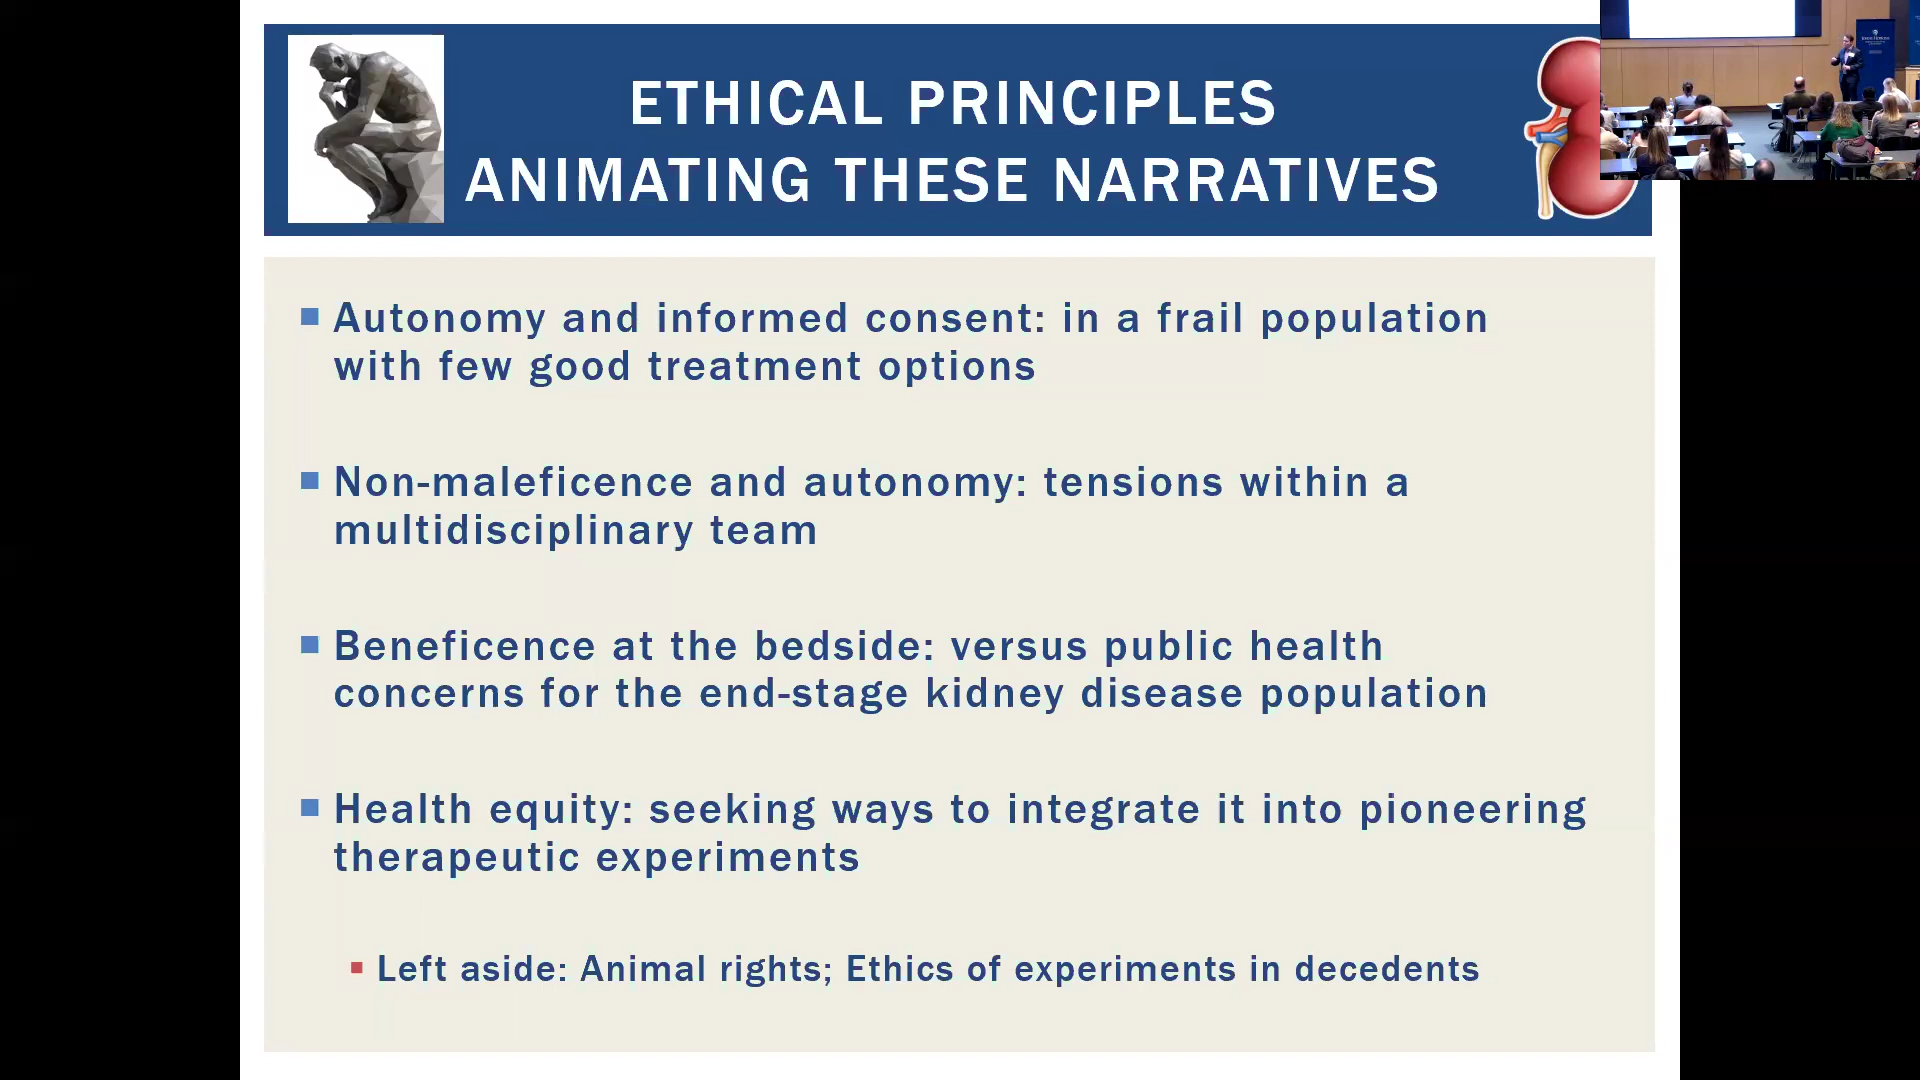 ETHICAL PRINCIPLES
ANIMATING THESE NARRATIVES
Autonomy and informed consent: in a frail population
with few good treatment options
Non-maleficence and autonomy: tensions within a
multidisciplinary team
Beneficence at the bedside: versus public health
concerns for the end-stage kidney disease population
Health equity: seeking ways to integrate it into pioneering
therapeutic experiments
Left aside: Animal rights; Ethics of experiments in decedents